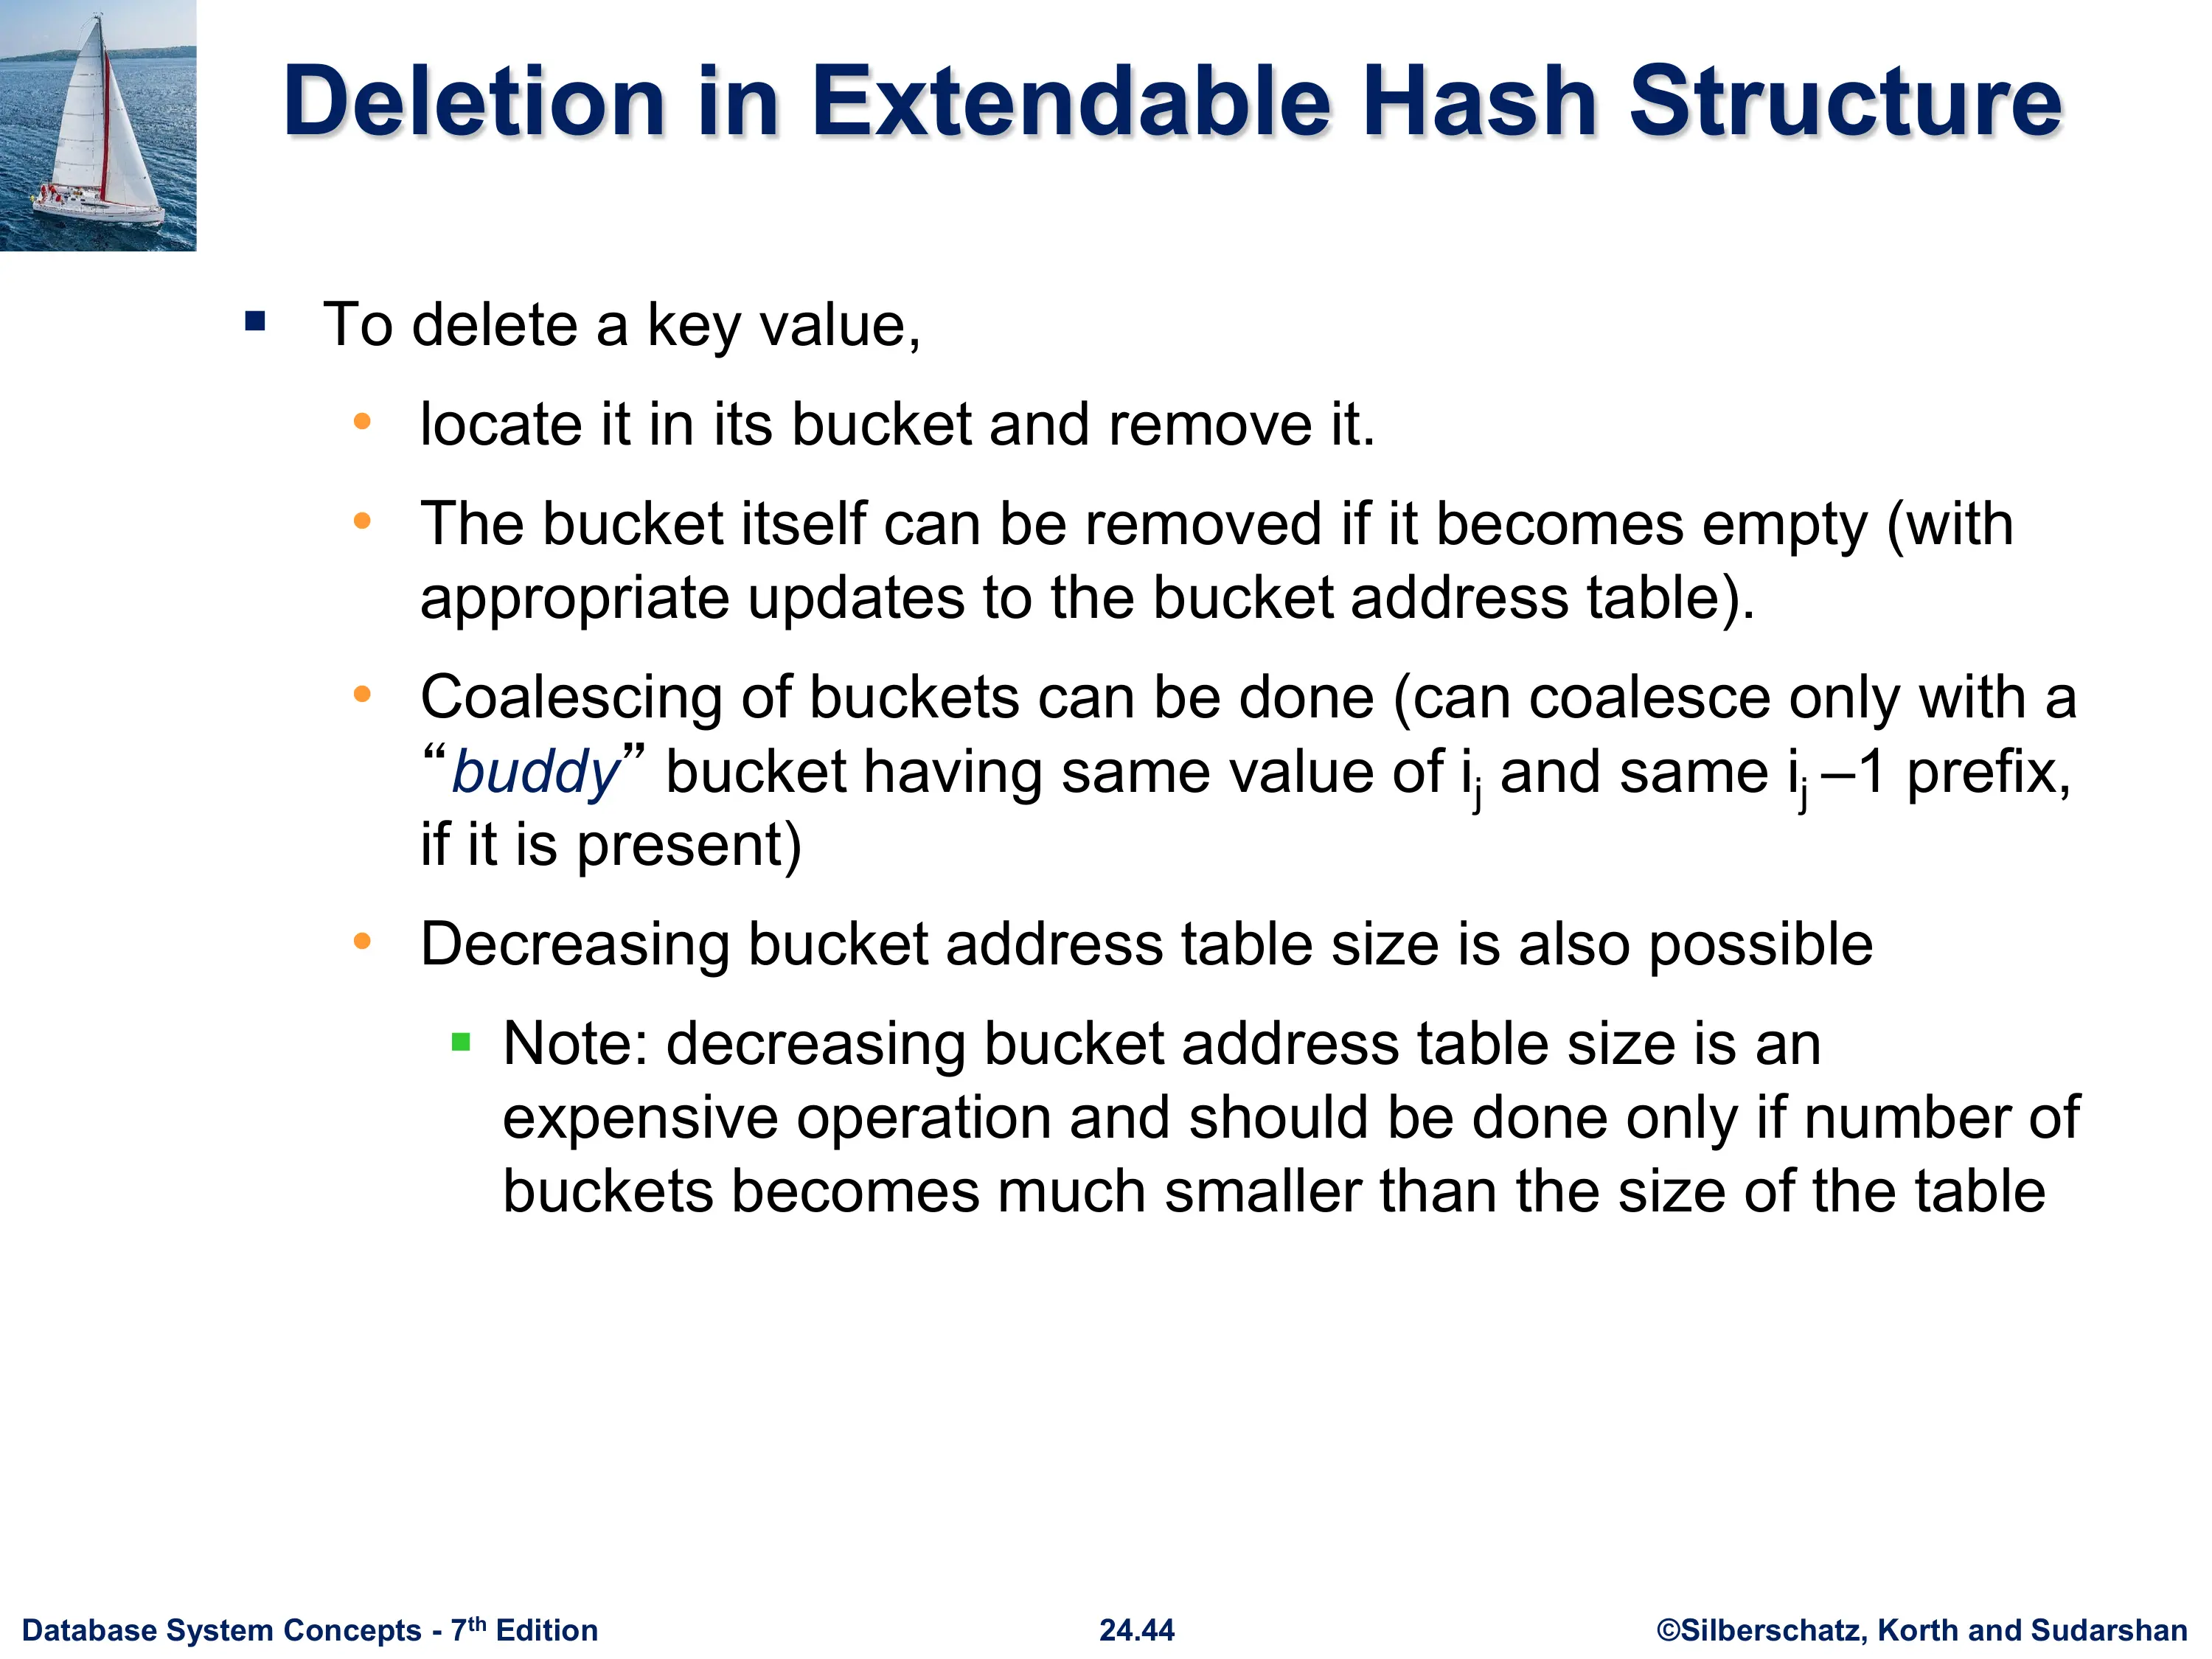 Deletion in Extendable Hash Structure
▪ To delete a key value,
• locate it in its bucket and remove it.
• The bucket itself can be removed if it becomes empty (with
appropriate updates to the bucket address table).
• Coalescing of buckets can be done (can coalesce only with a
“buddy” bucket having same value of iⱼ and same iⱼ –1 prefix,
if it is present)
• Decreasing bucket address table size is also possible
▪ Note: decreasing bucket address table size is an
expensive operation and should be done only if number of
buckets becomes much smaller than the size of the table
Database System Concepts - 7th Edition
24.44
©Silberschatz, Korth and Sudarshan